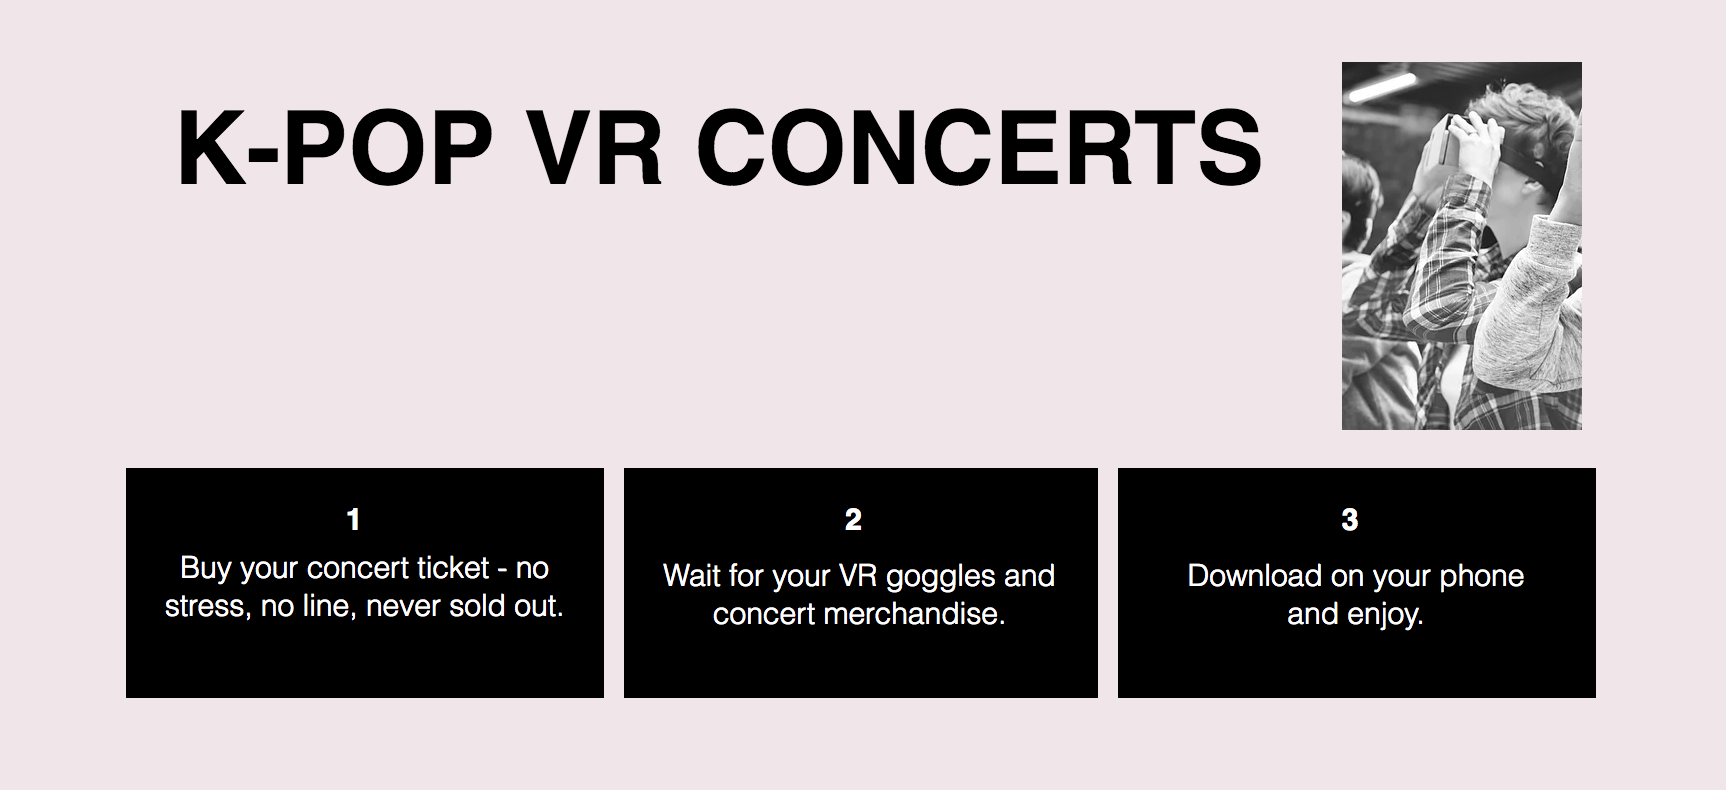 K-POP VR CONCERTS
1
Buy your concert ticket - no
stress, no line, never sold out.
2
Wait for your VR goggles and
concert merchandise.
3
Download on your phone
and enjoy.